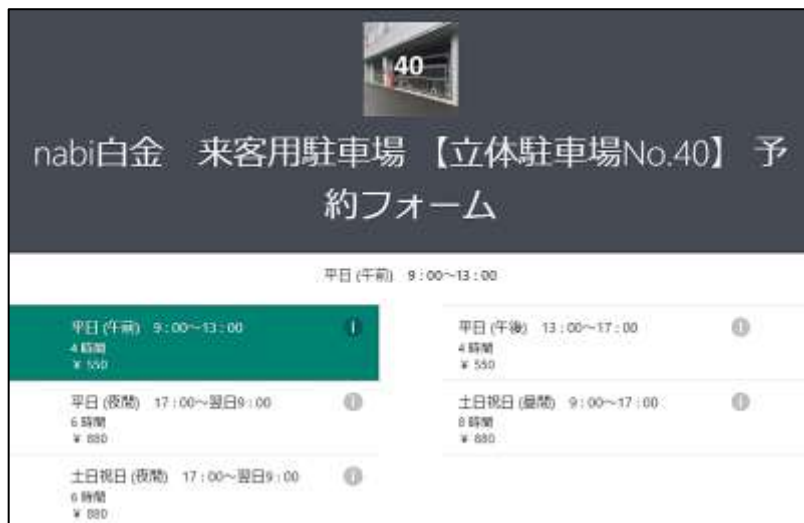 40
nabi白金 来客用駐車場 【立体駐車場No.40】 予
約フォーム
平日 (午前) 9:00～13:00
平日 (午前) 9:00～13:00
4 時間
¥ 550
平日 (午後) 13:00～17:00
4 時間
¥ 550
平日 (夜間) 17:00～翌日9:00
6 時間
¥ 880
土日祝日 (昼間) 9:00～17:00
8 時間
¥ 880
土日祝日 (夜間) 17:00～翌日9:00
6 時間
¥ 880